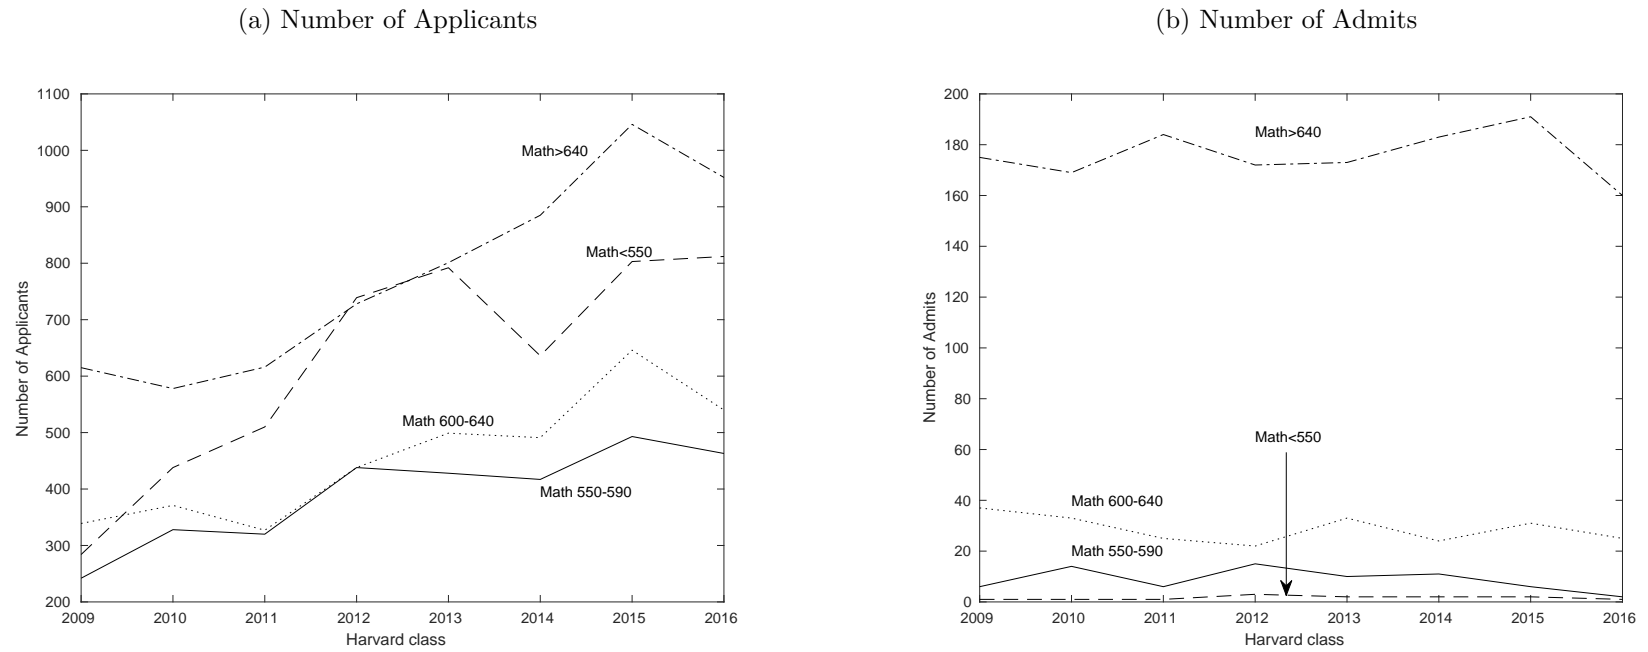 (a) Number of Applicants
1100
1000
900
800
700
600
500
400
300
200
Number of Applicants
Math>640
Math<550
Math 600-640
Math 550-590
2009 2010 2011 2012 2013 2014 2015 2016
Harvard class
(b) Number of Admits
200
180
160
140
120
100
80
60
40
20
0
Number of Admits
Math>640
Math<550
Math 600-640
Math 550-590
2009 2010 2011 2012 2013 2014 2015 2016
Harvard class